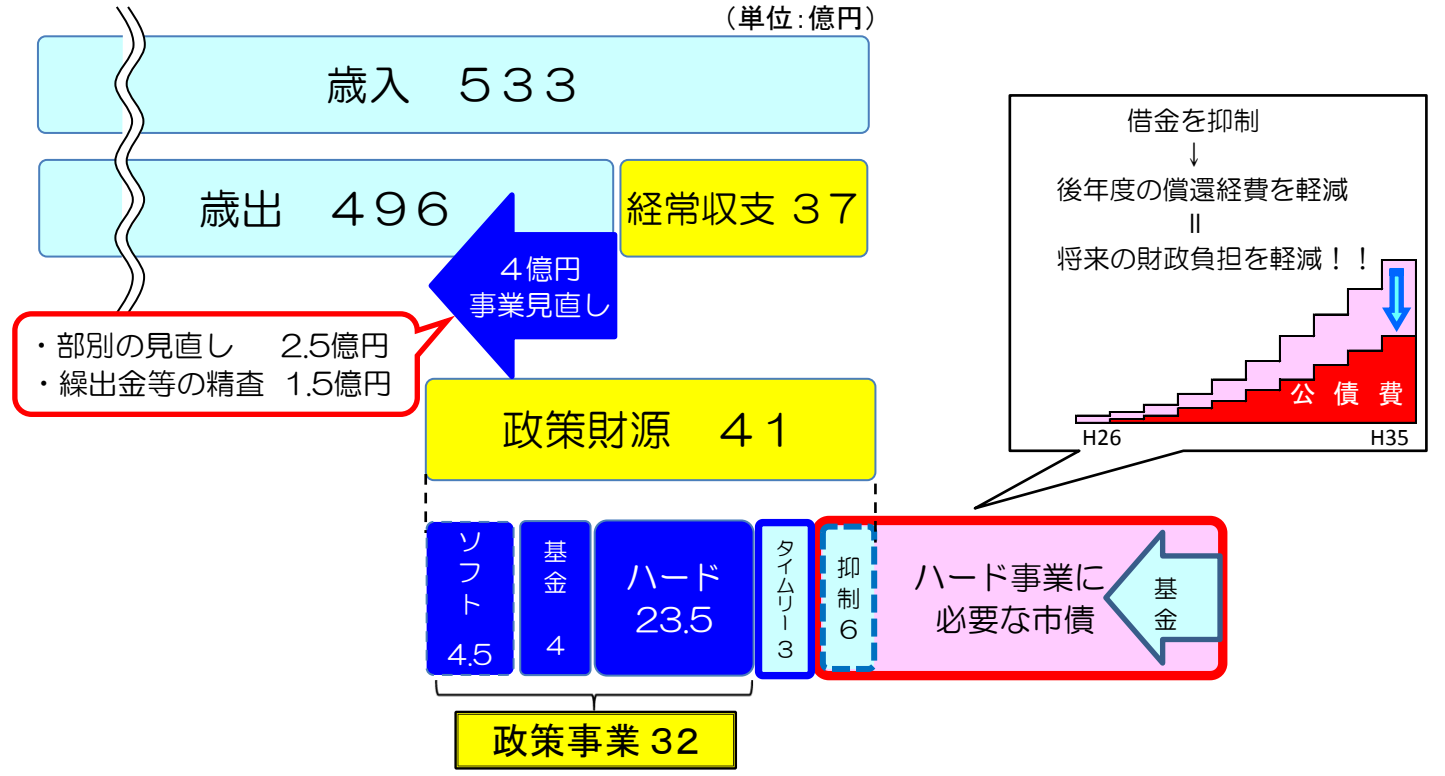 （単位：億円）
歳入　５３３
歳出　４９６
経常収支 ３７
４億円
事業見直し
・部別の見直し　2.5億円
・繰出金等の精査 1.5億円
政策財源　４１
借金を抑制
↓
後年度の償還経費を軽減
॥
将来の財政負担を軽減！！
公債費
H26
H35
ソフト
4.5
基金
4
ハード
23.5
タイムリー３
抑制６
ハード事業に
必要な市債
基金
政策事業 32